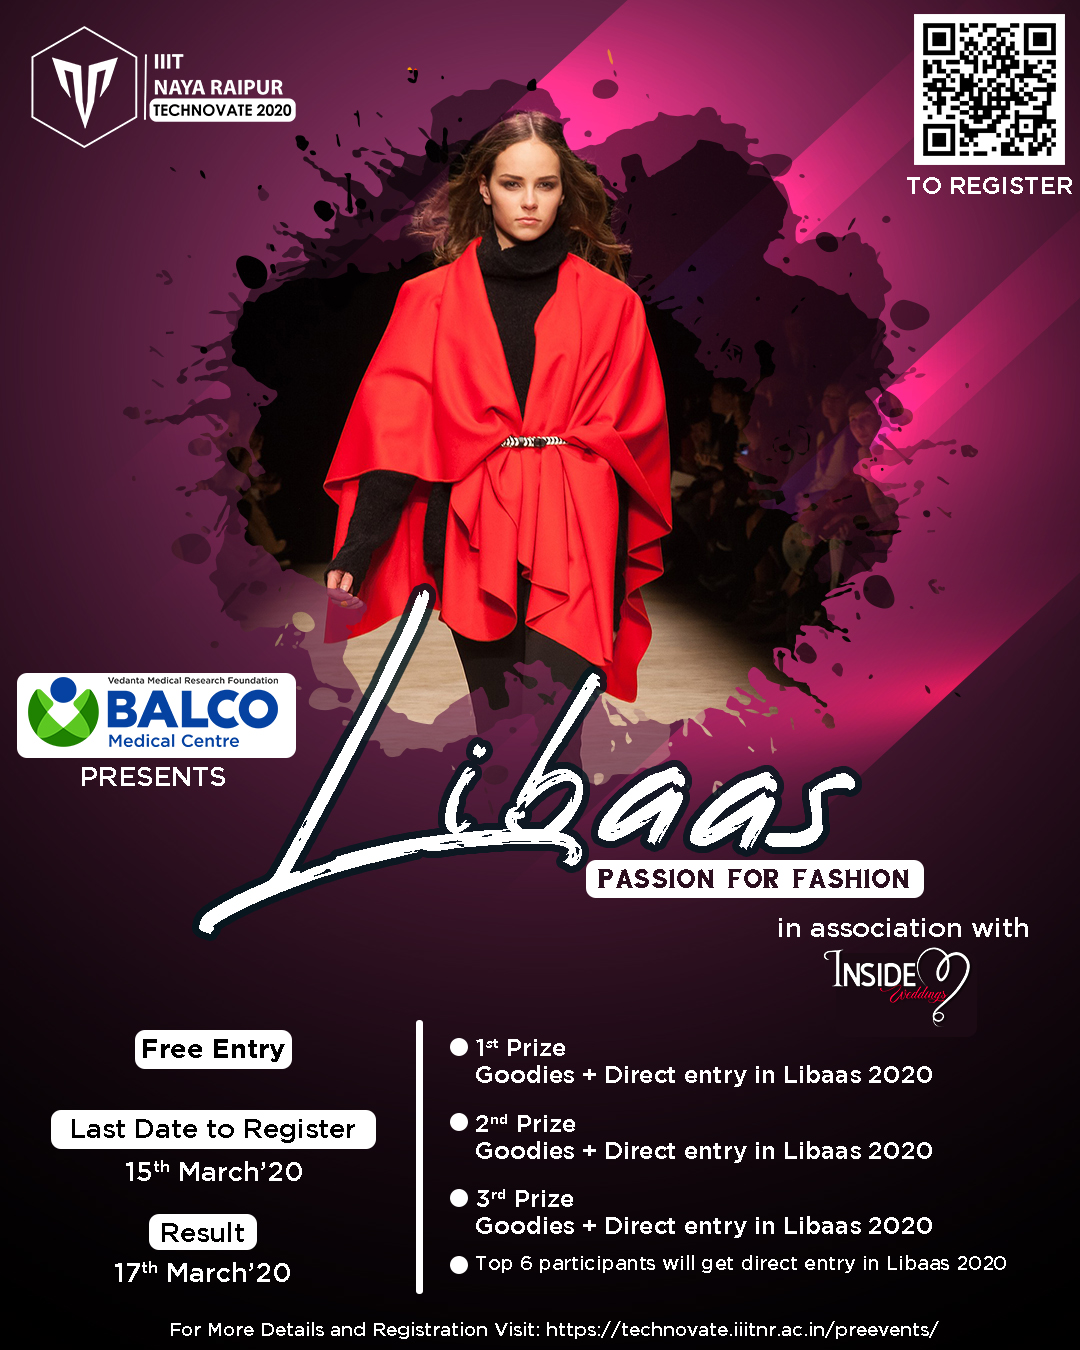 IIIT
NAYA RAIPUR
TECHNOVATE 2020
TO REGISTER
Vedanta Medical Research Foundation
BALCO
Medical Centre
PRESENTS
Libaas
PASSION FOR FASHION
in association with
INSIDE
Weddings
Free Entry
Last Date to Register
15th March'20
Result
17th March'20
1st Prize
Goodies + Direct entry in Libaas 2020
2nd Prize
Goodies + Direct entry in Libaas 2020
3rd Prize
Goodies + Direct entry in Libaas 2020
Top 6 participants will get direct entry in Libaas 2020
For More Details and Registration Visit: https://technovate.iiitnr.ac.in/preevents/